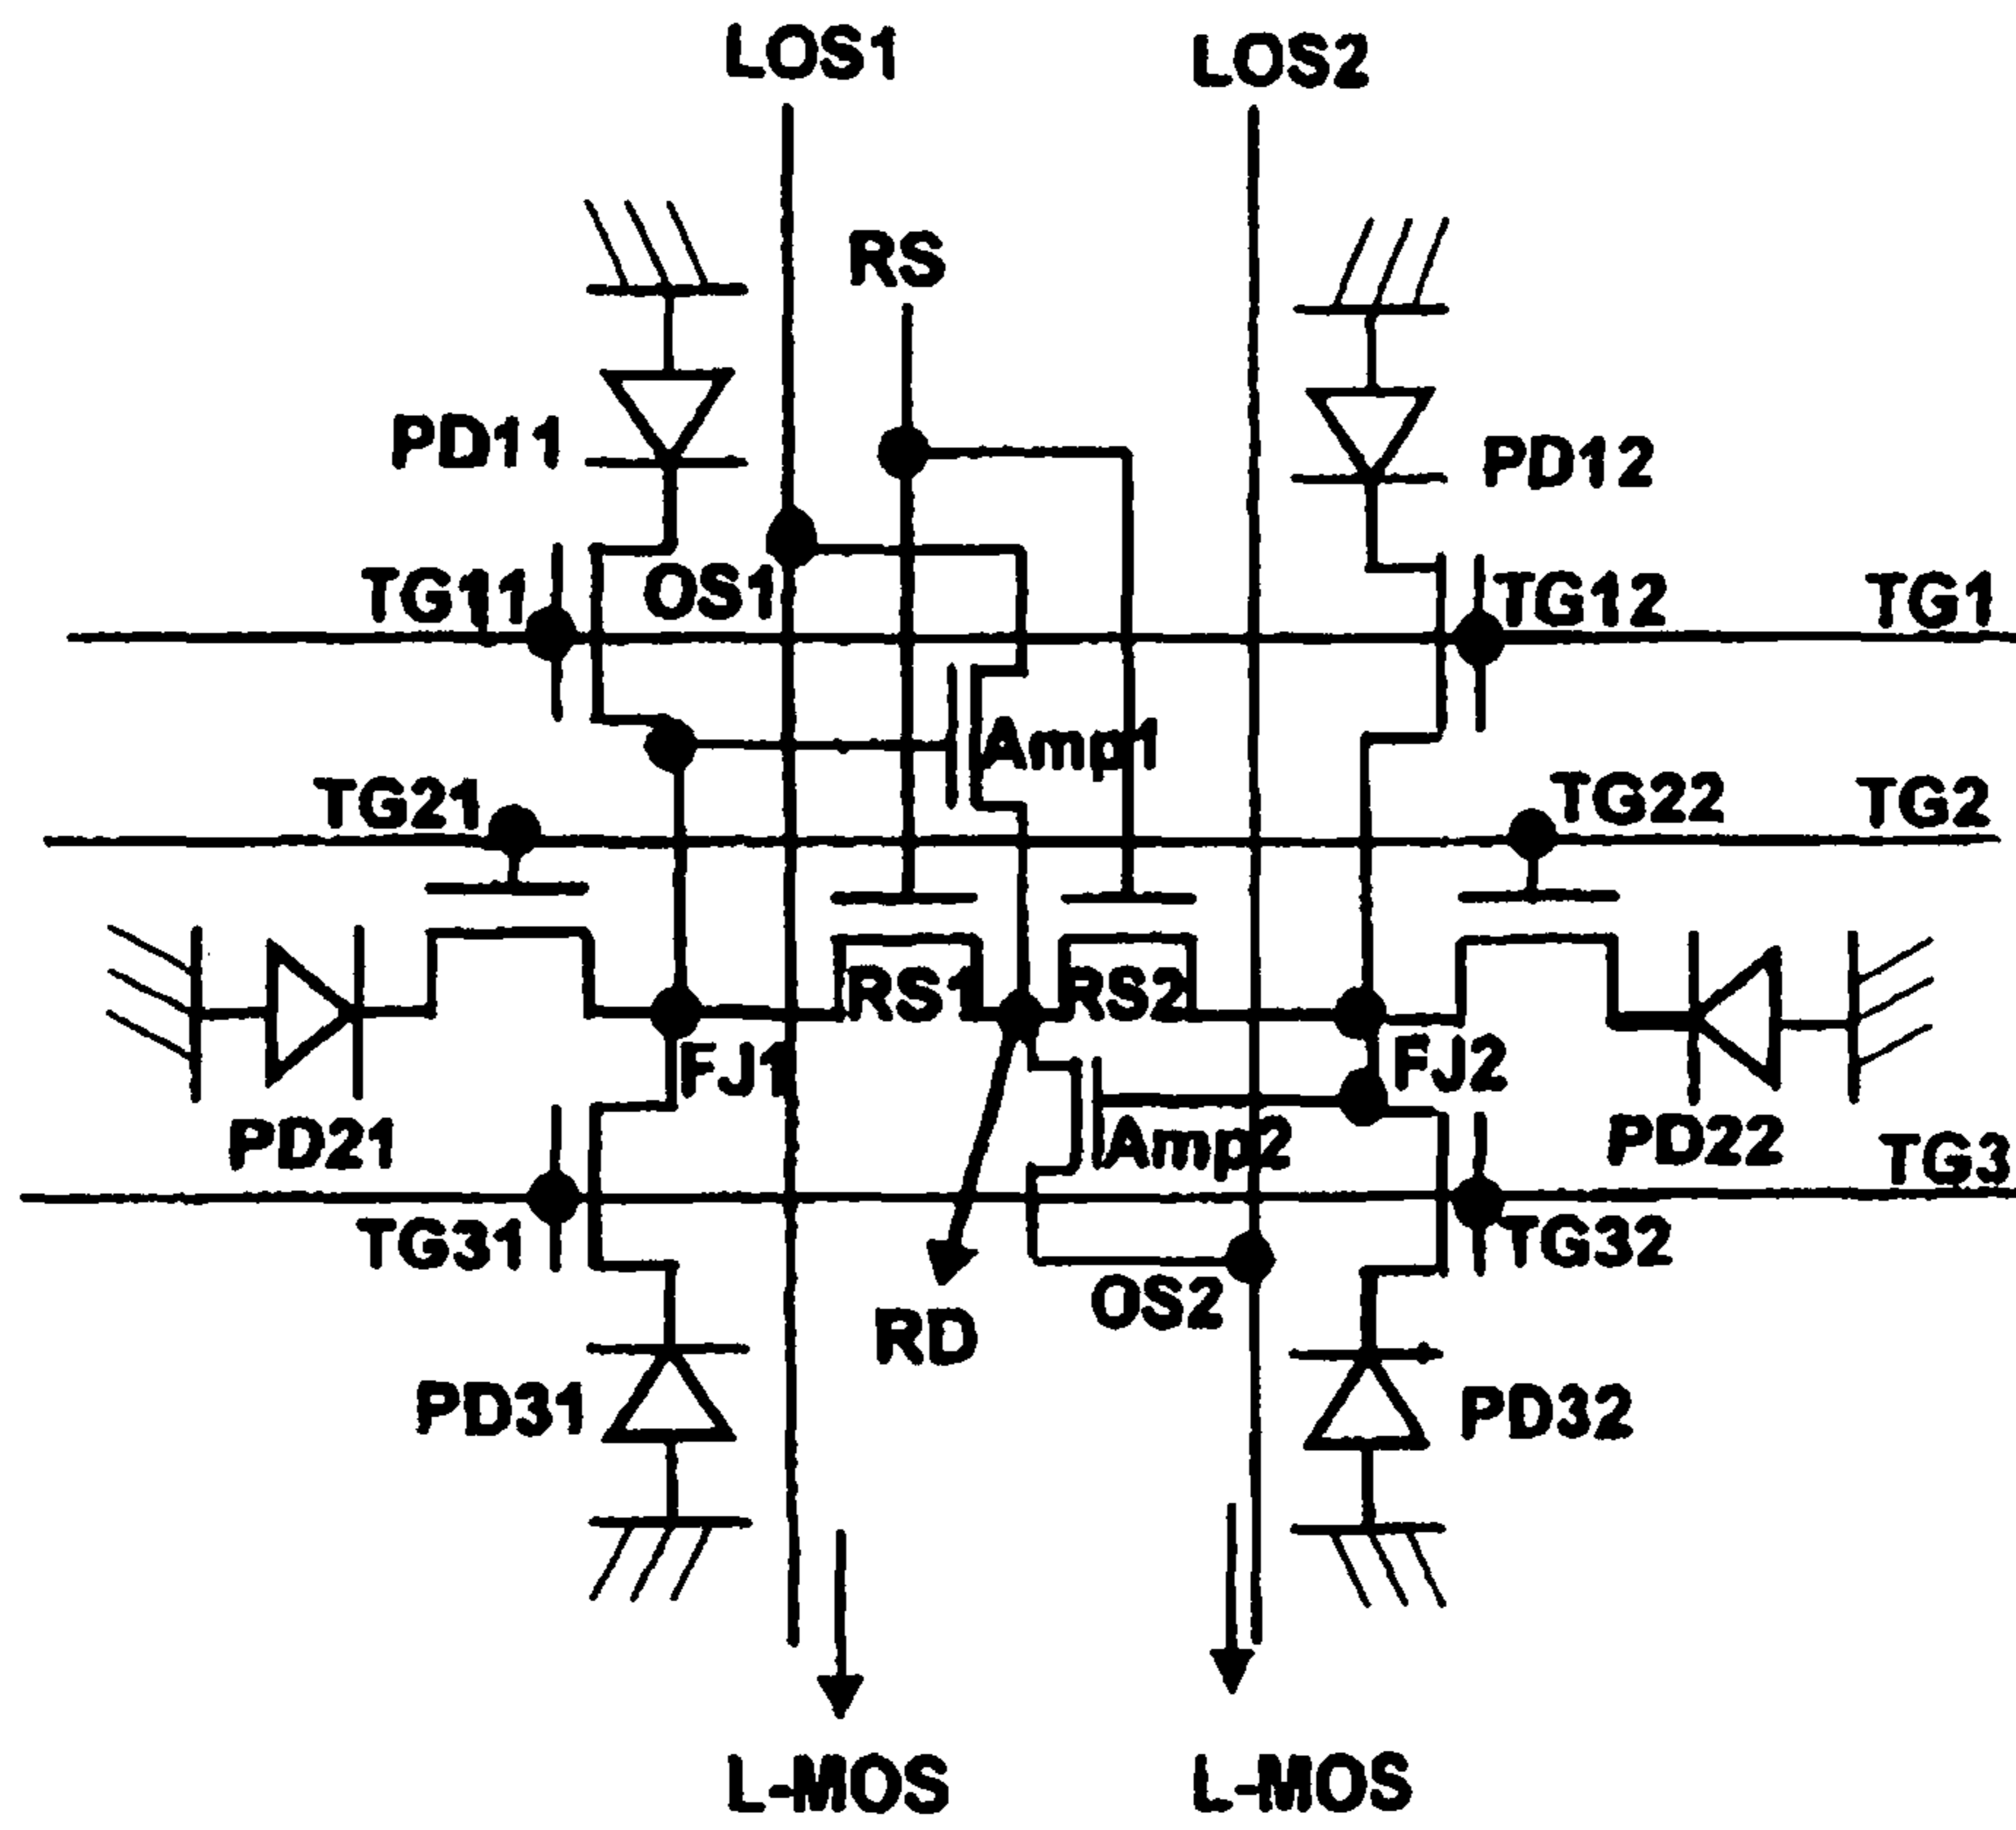 LOS1 LOS2
RS
PD11 PD12
TG11 OS1 TG12 TG1
Amp1
TG21 TG22 TG2
RS1 RS2
FJ1 FJ2
PD21 Amp2 PD22 TG3
TG31 TG32
OS2
RD
PD31 PD32
L-MOS L-MOS